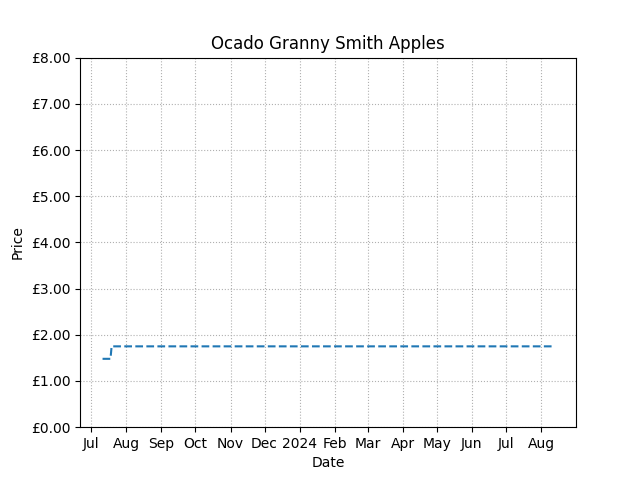 Ocado Granny Smith Apples
£8.00
£7.00
£6.00
£5.00
£4.00
£3.00
£2.00
£1.00
£0.00
Price
Jul Aug Sep Oct Nov Dec 2024 Feb Mar Apr May Jun Jul Aug
Date